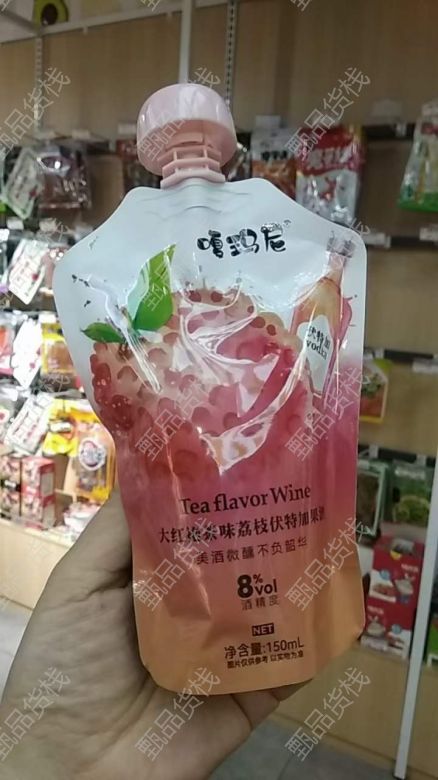 嘎玛尼
伏特加
vodka
Tea flavor Wine
大红袍茶味荔枝伏特加果酒
美酒微醺不负韶华
8%vol
酒精度
NET
净含量:150mL
图片仅供参考 以实物为准
甄品货栈